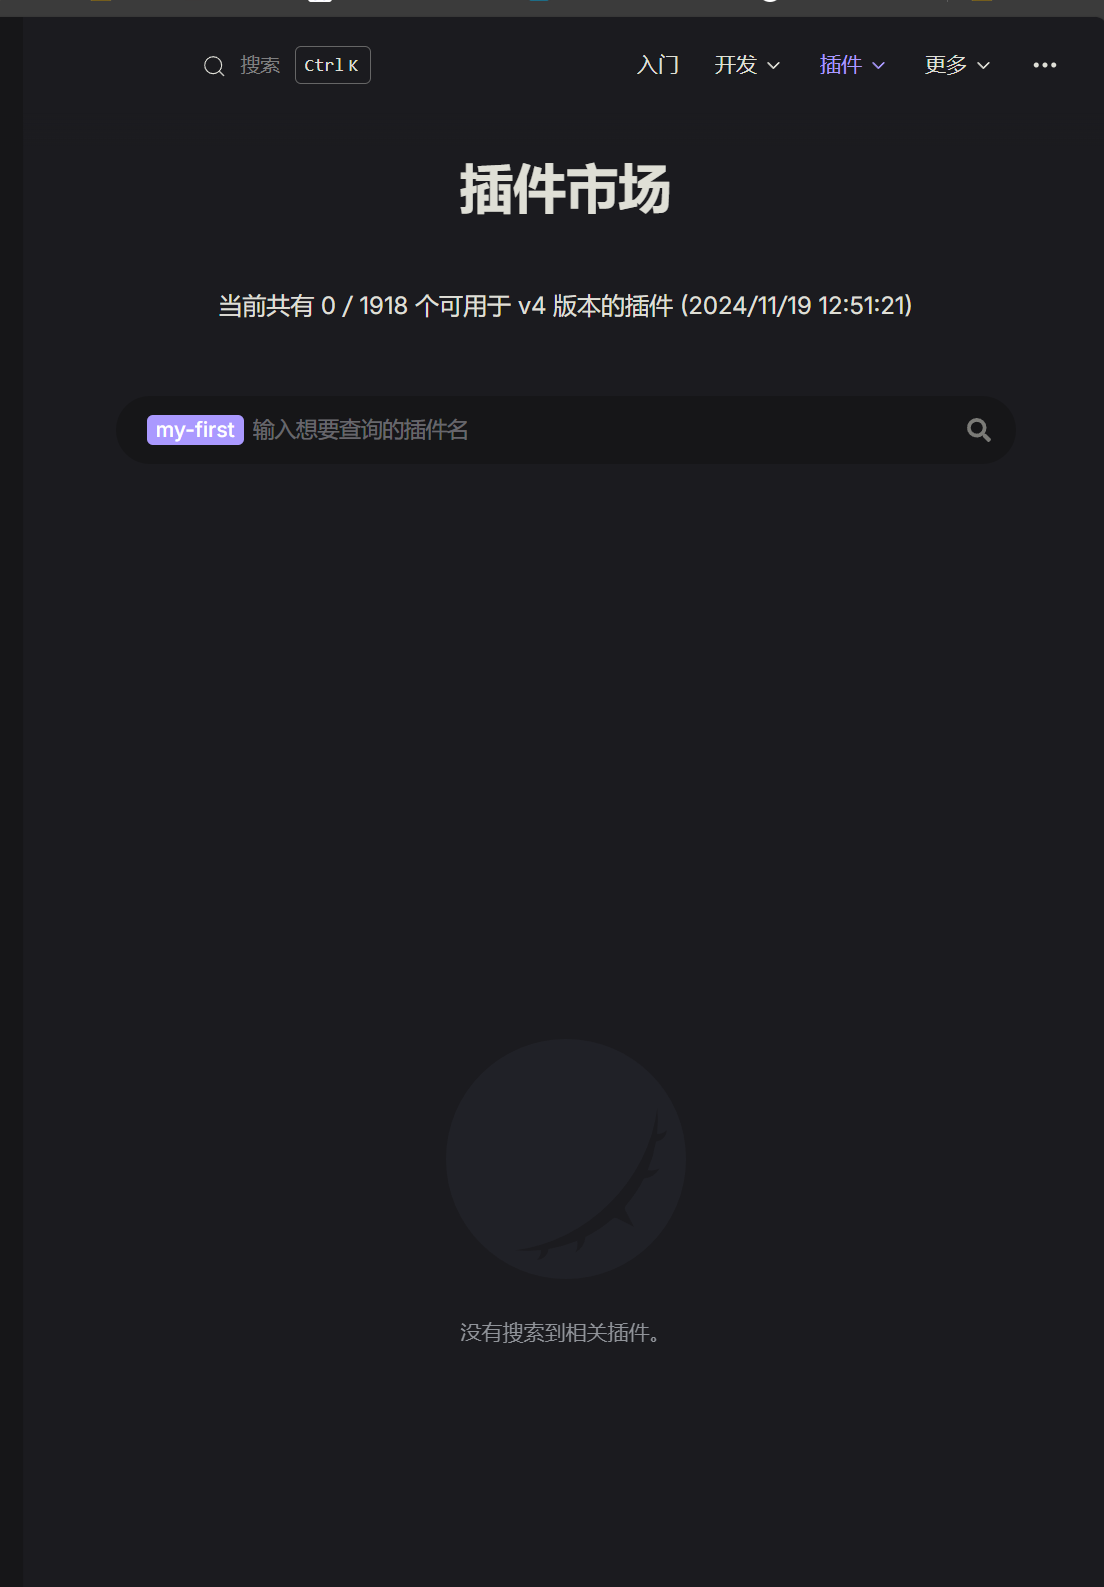 搜索 Ctrl K 入门 开发 插件 更多
插件市场
当前共有 0 / 1918 个可用于 v4 版本的插件 (2024/11/19 12:51:21)
my-first 输入想要查询的插件名
没有搜索到相关插件。